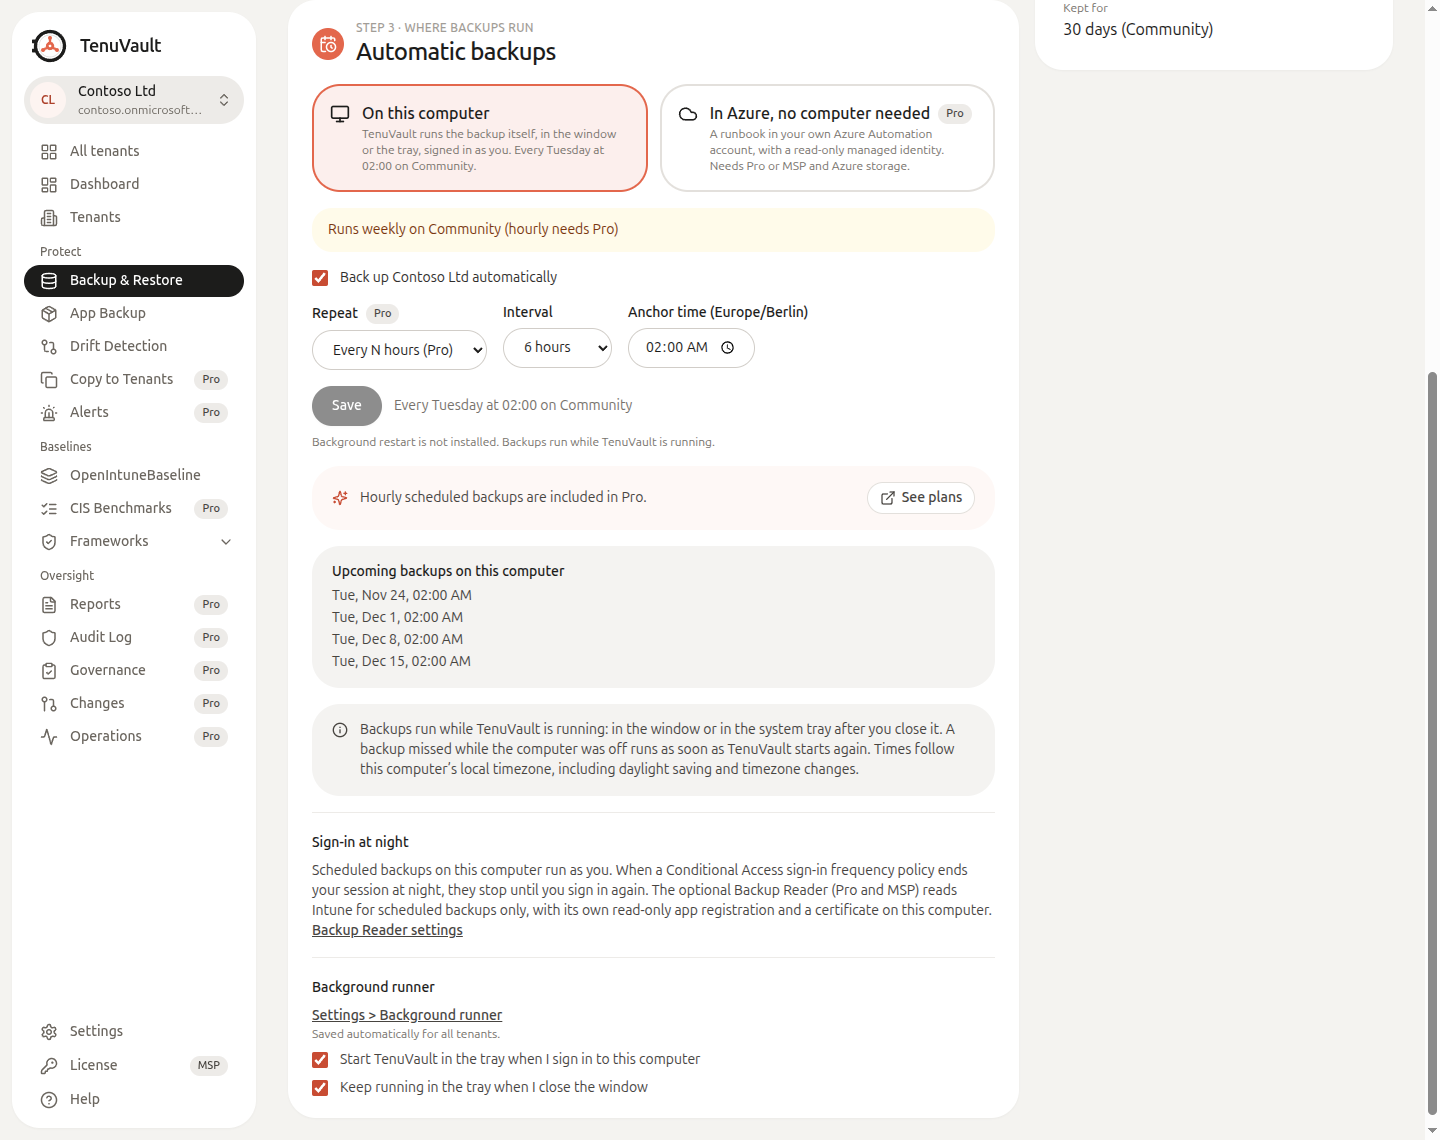 TenuVault
CL
Contoso Ltd
contoso.onmicrosoft...
All tenants
Dashboard
Tenants
Protect
Backup & Restore
App Backup
Drift Detection
Copy to Tenants Pro
Alerts Pro
Baselines
OpenIntuneBaseline
CIS Benchmarks Pro
Frameworks
Oversight
Reports Pro
Audit Log Pro
Governance Pro
Changes Pro
Operations Pro
Settings
License MSP
Help
STEP 3 · WHERE BACKUPS RUN
Automatic backups
On this computer
TenuVault runs the backup itself, in the window
or the tray, signed in as you. Every Tuesday at
02:00 on Community.
In Azure, no computer needed Pro
A runbook in your own Azure Automation
account, with a read-only managed identity.
Needs Pro or MSP and Azure storage.
Runs weekly on Community (hourly needs Pro)
Back up Contoso Ltd automatically
Repeat Pro
Every N hours (Pro)
Interval
6 hours
Anchor time (Europe/Berlin)
02:00 AM
Save Every Tuesday at 02:00 on Community
Background restart is not installed. Backups run while TenuVault is running.
Hourly scheduled backups are included in Pro.
See plans
Upcoming backups on this computer
Tue, Nov 24, 02:00 AM
Tue, Dec 1, 02:00 AM
Tue, Dec 8, 02:00 AM
Tue, Dec 15, 02:00 AM
Backups run while TenuVault is running: in the window or in the system tray after you close it. A
backup missed while the computer was off runs as soon as TenuVault starts again. Times follow
this computer's local timezone, including daylight saving and timezone changes.
Sign-in at night
Scheduled backups on this computer run as you. When a Conditional Access sign-in frequency policy ends
your session at night, they stop until you sign in again. The optional Backup Reader (Pro and MSP) reads
Intune for scheduled backups only, with its own read-only app registration and a certificate on this computer.
Backup Reader settings
Background runner
Settings > Background runner
Saved automatically for all tenants.
Start TenuVault in the tray when I sign in to this computer
Keep running in the tray when I close the window
Kept for
30 days (Community)